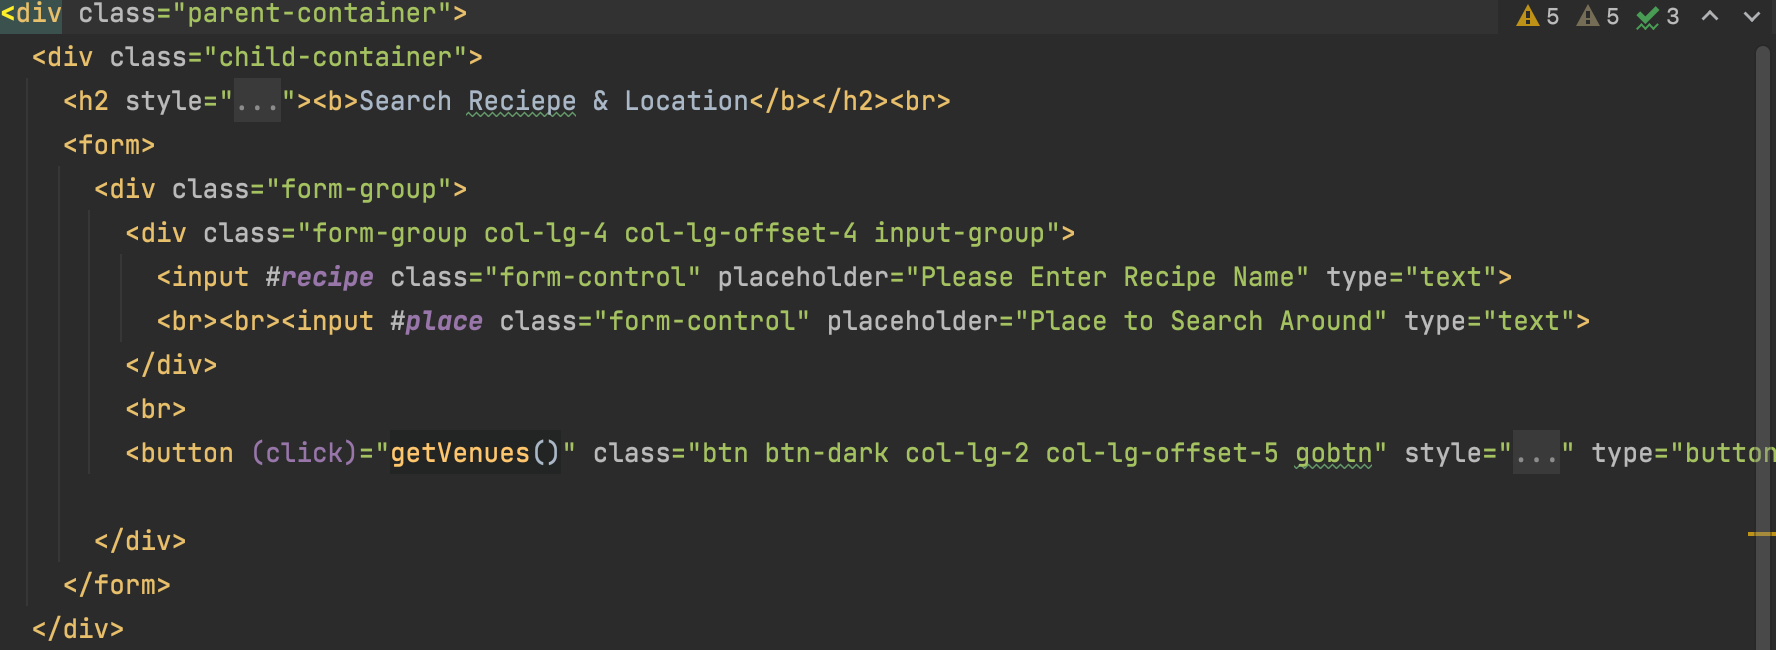 <div class="parent-container"> 5 5 3
<div class="child-container">
<h2 style="..."><b>Search Reciepe & Location</b></h2><br>
<form>
<div class="form-group">
<div class="form-group col-lg-4 col-lg-offset-4 input-group">
<input #recipe class="form-control" placeholder="Please Enter Recipe Name" type="text">
<br><br><input #place class="form-control" placeholder="Place to Search Around" type="text">
</div>
<br>
<button (click)="getVenues()" class="btn btn-dark col-lg-2 col-lg-offset-5 gobtn" style="..." type="button
</div>
</form>
</div>